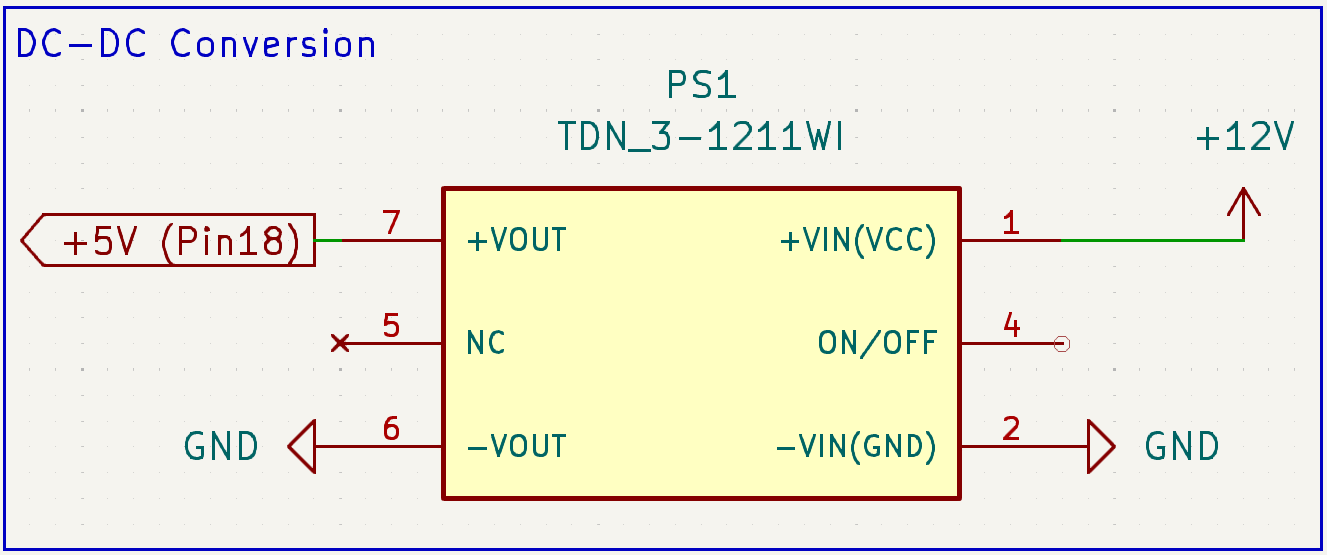 DC-DC Conversion
PS1
TDN_3-1211WI
+12V
+5V (Pin18)
7
+VOUT
+VIN(VCC)
1
5
NC
ON/OFF
4
GND
6
-VOUT
-VIN(GND)
2
GND